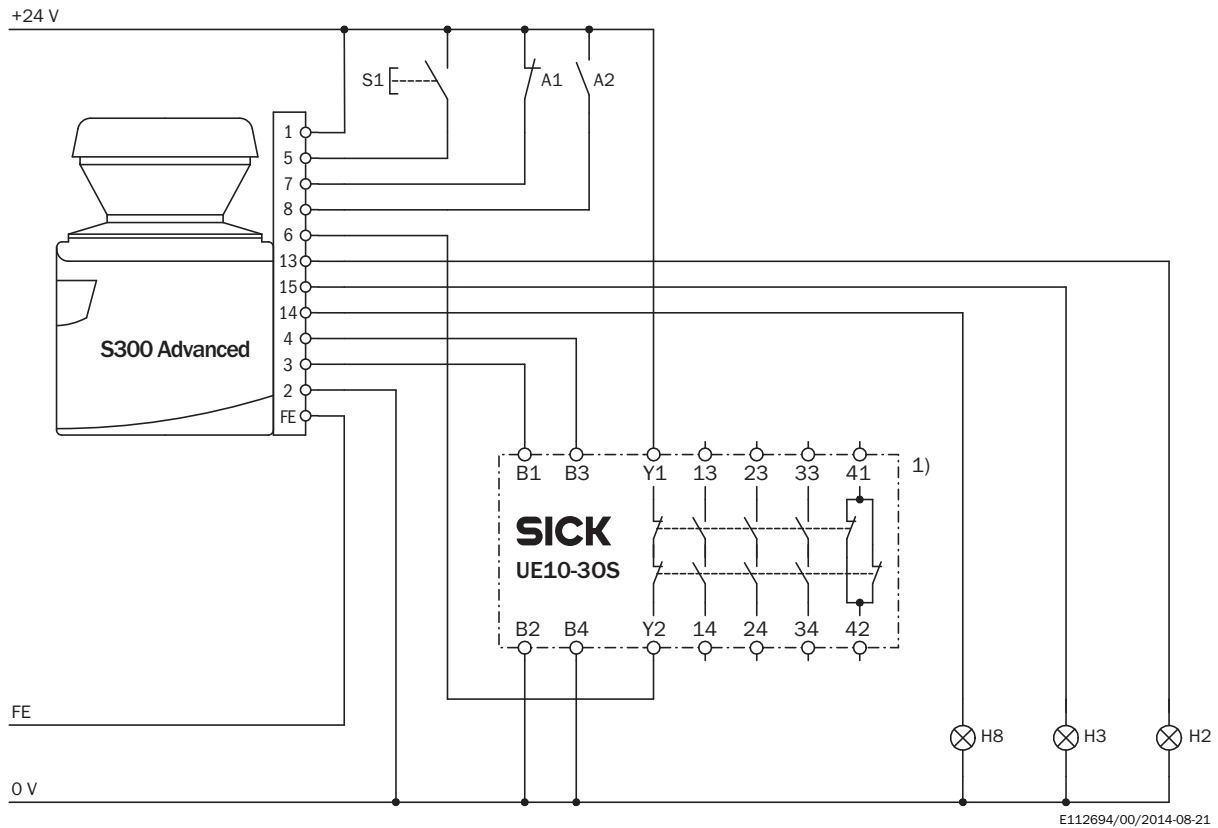 +24 V
S1
A1
A2
1
5
7
8
6
13
15
14
4
3
2
FE
S300 Advanced
B1 B3 Y1 13 23 33 41
1)
SICK
UE10-30S
B2 B4 Y2 14 24 34 42
FE
H8
H3
H2
0 V
E112694/00/2014-08-21